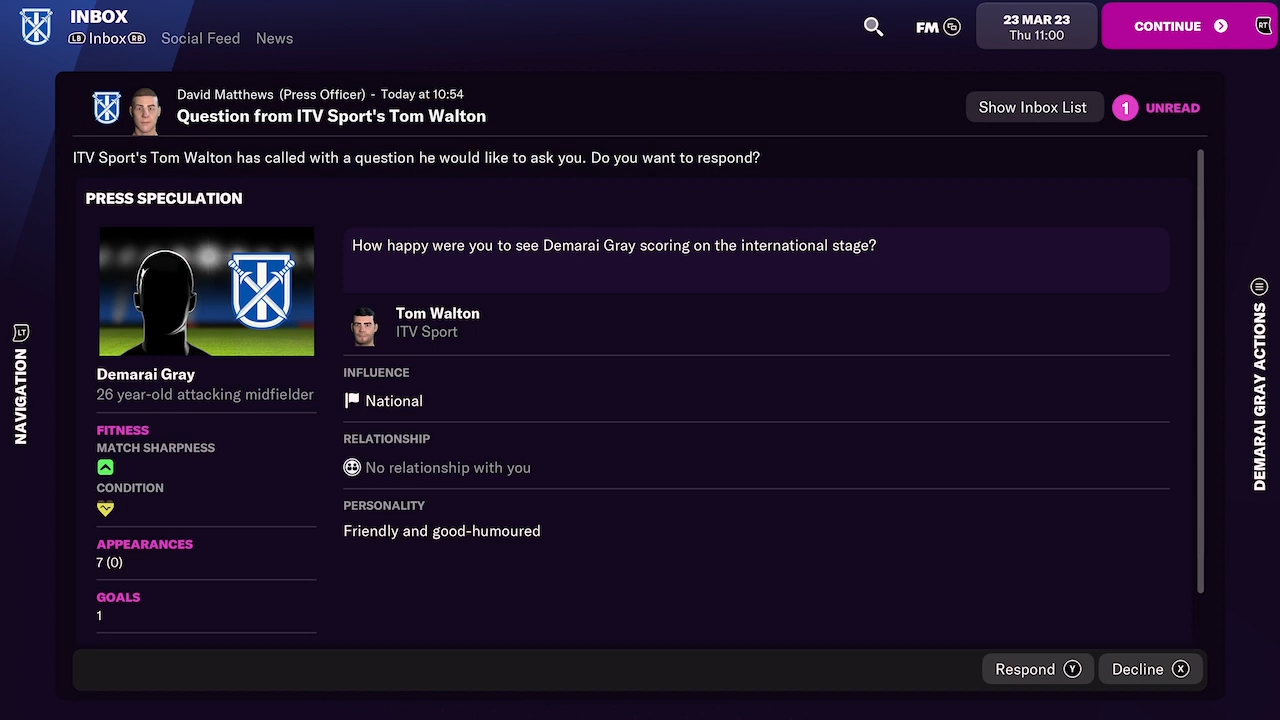 INBOX
LB Inbox RB Social Feed News
FM
23 MAR 23
Thu 11:00
CONTINUE
RT
David Matthews (Press Officer) - Today at 10:54
Question from ITV Sport's Tom Walton
Show Inbox List
1 UNREAD
ITV Sport's Tom Walton has called with a question he would like to ask you. Do you want to respond?
PRESS SPECULATION
How happy were you to see Demarai Gray scoring on the international stage?
Tom Walton
ITV Sport
Demarai Gray
26 year-old attacking midfielder
FITNESS
MATCH SHARPNESS
CONDITION
APPEARANCES
7 (0)
GOALS
1
INFLUENCE
National
RELATIONSHIP
No relationship with you
PERSONALITY
Friendly and good-humoured
LT
NAVIGATION
DEMARAI GRAY ACTIONS
Respond Y
Decline X